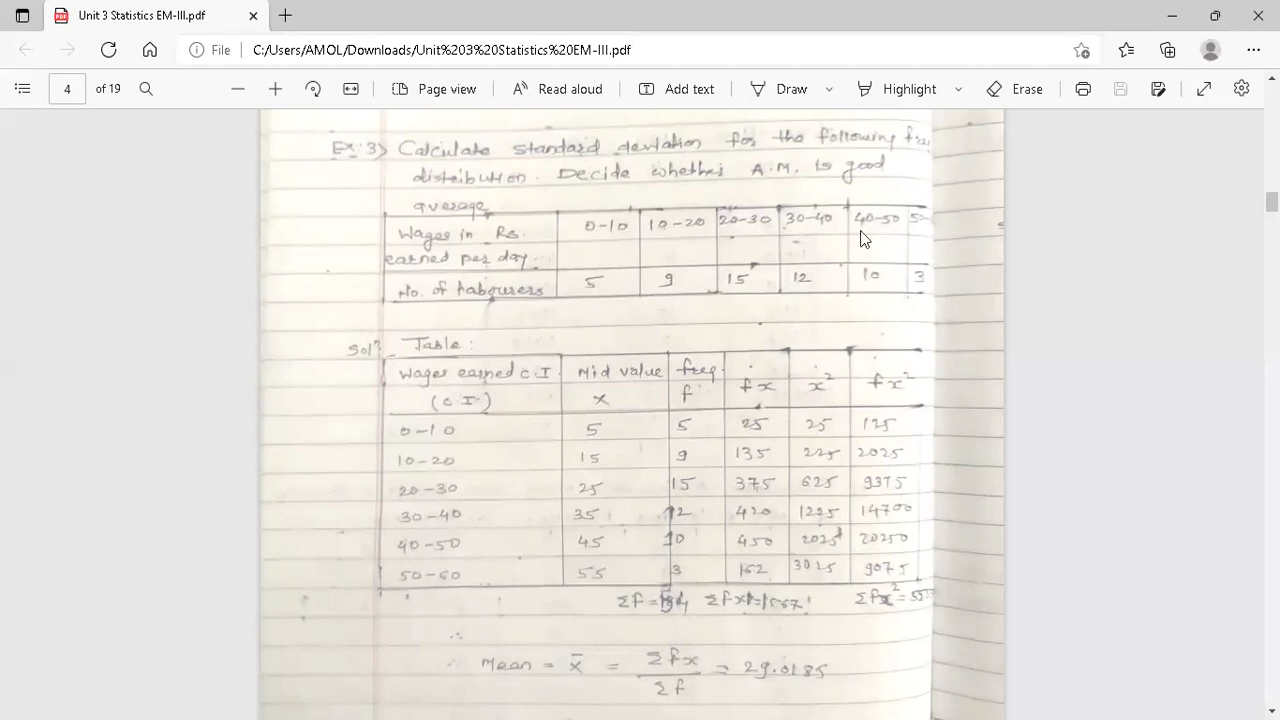 Unit 3 Statistics EM-III.pdf
File C:/Users/AMOL/Downloads/Unit%203%20Statistics%20EM-III.pdf
4 of 19 Page view Read aloud Add text Draw Highlight Erase
Ex:3) Calculate standard deviation for the following
distribution. Decide whether A.M. is good
average
Wages in Rs. earned per day. 0-10 10-20 20-30 30-40 40-50
No. of Labourers 5 9 15 12 10 3
Soln Table:
Wages earned C.I (C.I.) Mid value x freq. f fx x² fx²
0-10 5 5 25 25 125
10-20 15 9 135 225 2025
20-30 25 15 375 625 9375
30-40 35 12 420 1225 14700
40-50 45 10 450 2025 20250
50-60 55 3 162 3025 9075
Σf = 54 Σfx = 1567 Σfx² =
∴ Mean = x̄ = Σfx / Σf = 29.0185